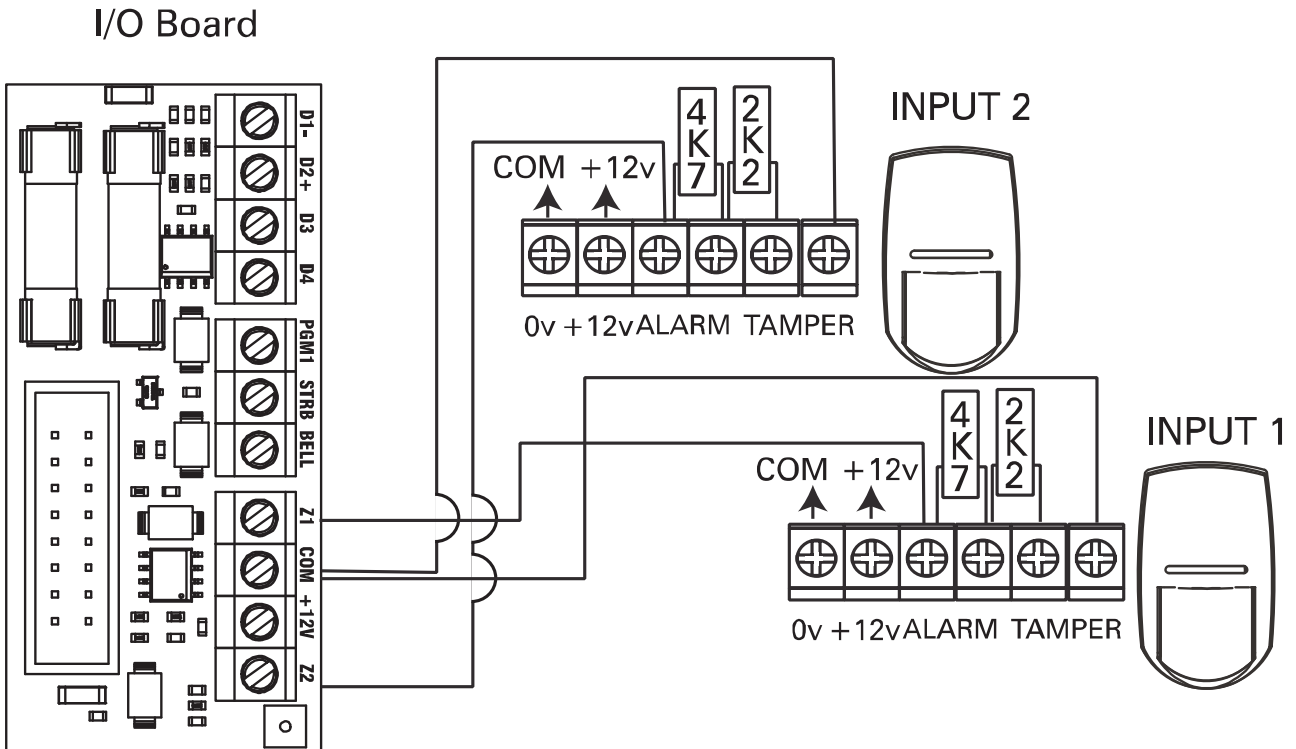 I/O Board
D1-
D2+
D3
D4
PGM1
STRB
BELL
Z1
COM
+12V
Z2
4K7
2K2
COM +12v
0v +12v ALARM TAMPER
INPUT 2
4K7
2K2
COM +12v
0v +12v ALARM TAMPER
INPUT 1